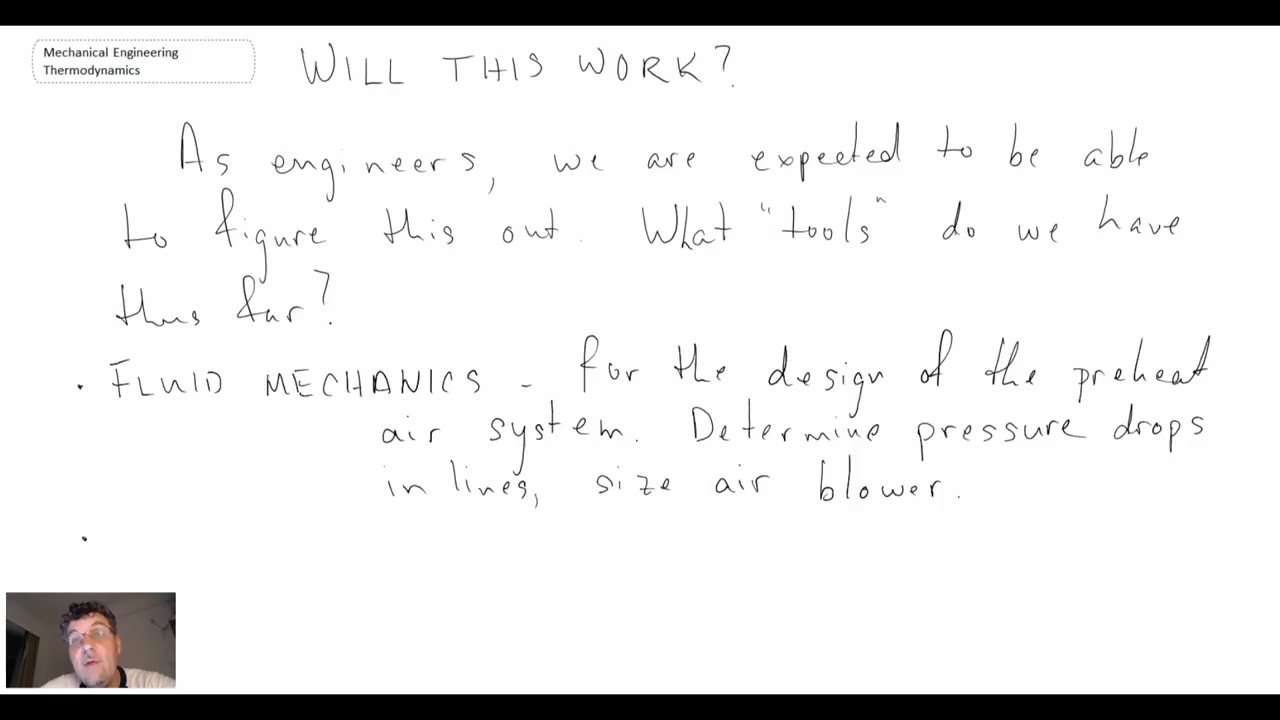 Mechanical Engineering
Thermodynamics
WILL THIS WORK?
As engineers, we are expected to be able
to figure this out. What "tools" do we have
thus far?
· FLUID MECHANICS - for the design of the preheat
air system. Determine pressure drops
in lines, size air blower.
·